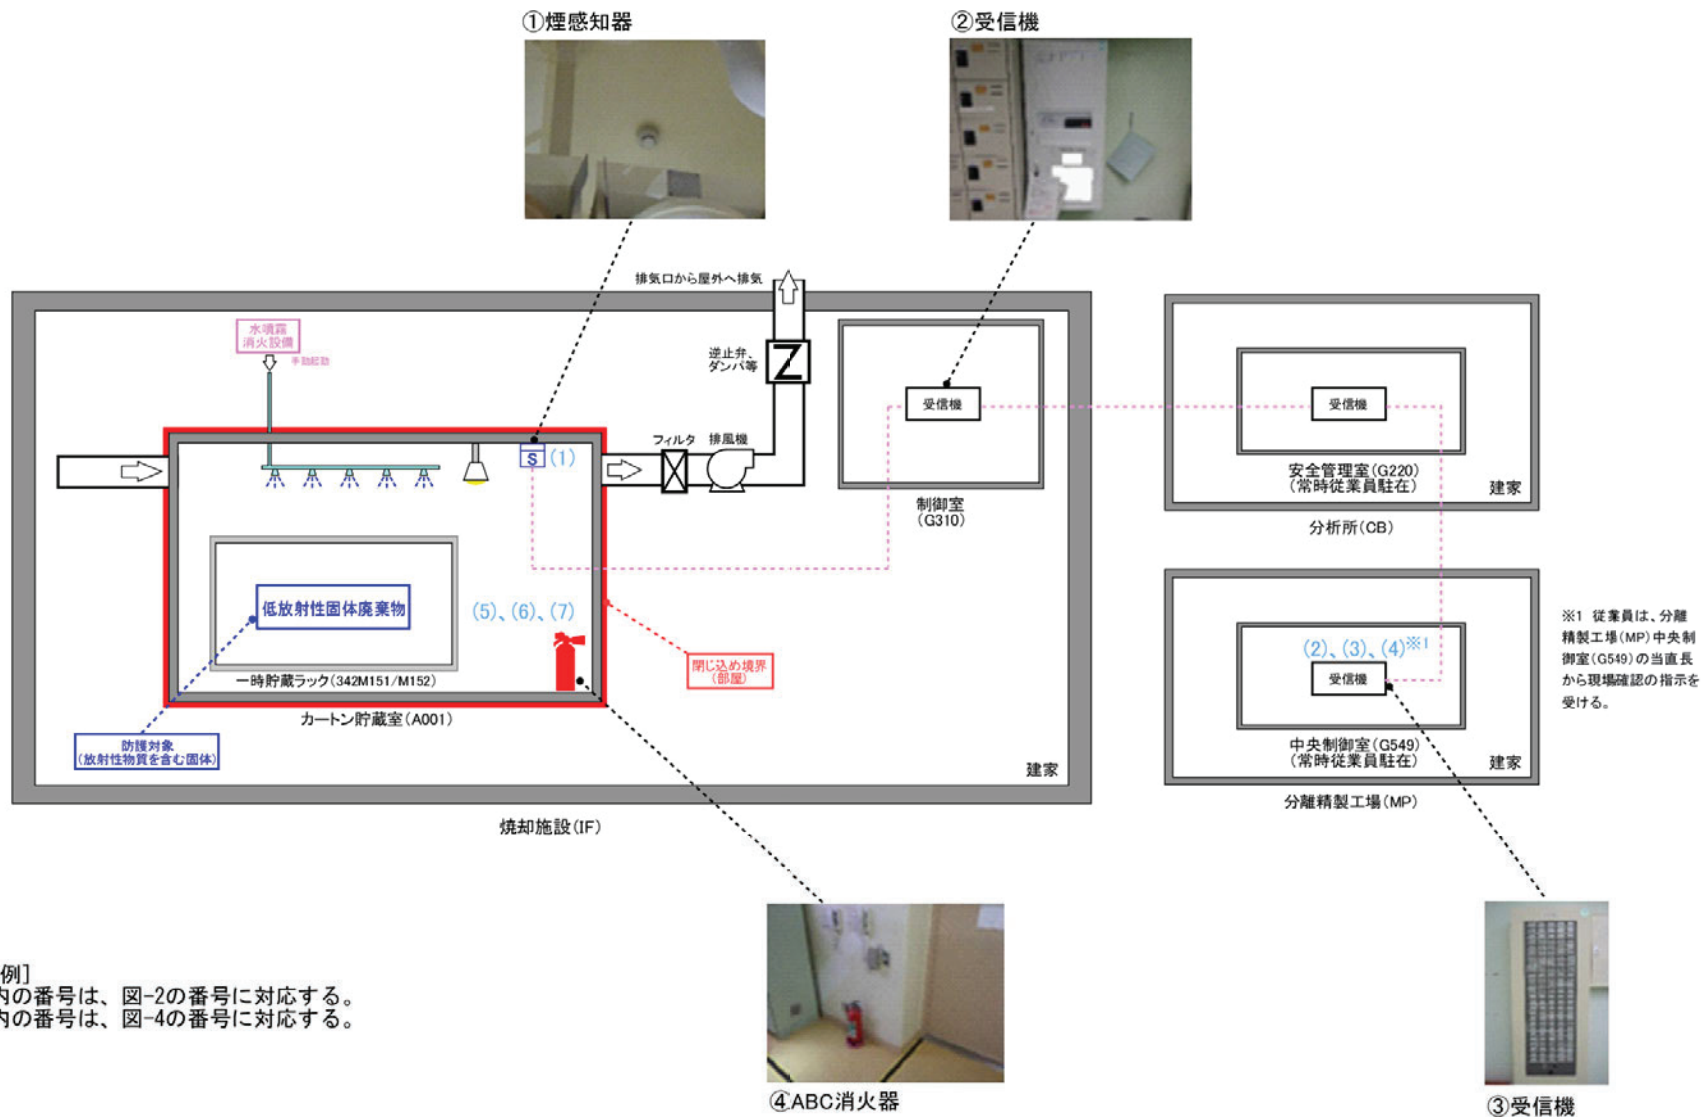 ①煙感知器
②受信機
排気口から屋外へ排気
水噴霧
消火設備
手動起動
逆止弁、
ダンパ等
受信機
受信機
フィルタ
排風機
S
(1)
安全管理室(G220)
(常時従業員駐在)
建家
制御室
(G310)
分析所(CB)
低放射性固体廃棄物
(5)、(6)、(7)
※1 従業員は、分離
精製工場(MP)中央制
御室(G549)の当直長
から現場確認の指示を
受ける。
(2)、(3)、(4)※1
受信機
閉じ込め境界
(部屋)
一時貯蔵ラック(342M151/M152)
カートン貯蔵室(A001)
防護対象
(放射性物質を含む固体)
中央制御室(G549)
(常時従業員駐在)
建家
建家
分離精製工場(MP)
焼却施設(IF)
例]
内の番号は、図-2の番号に対応する。
内の番号は、図-4の番号に対応する。
④ABC消火器
③受信機